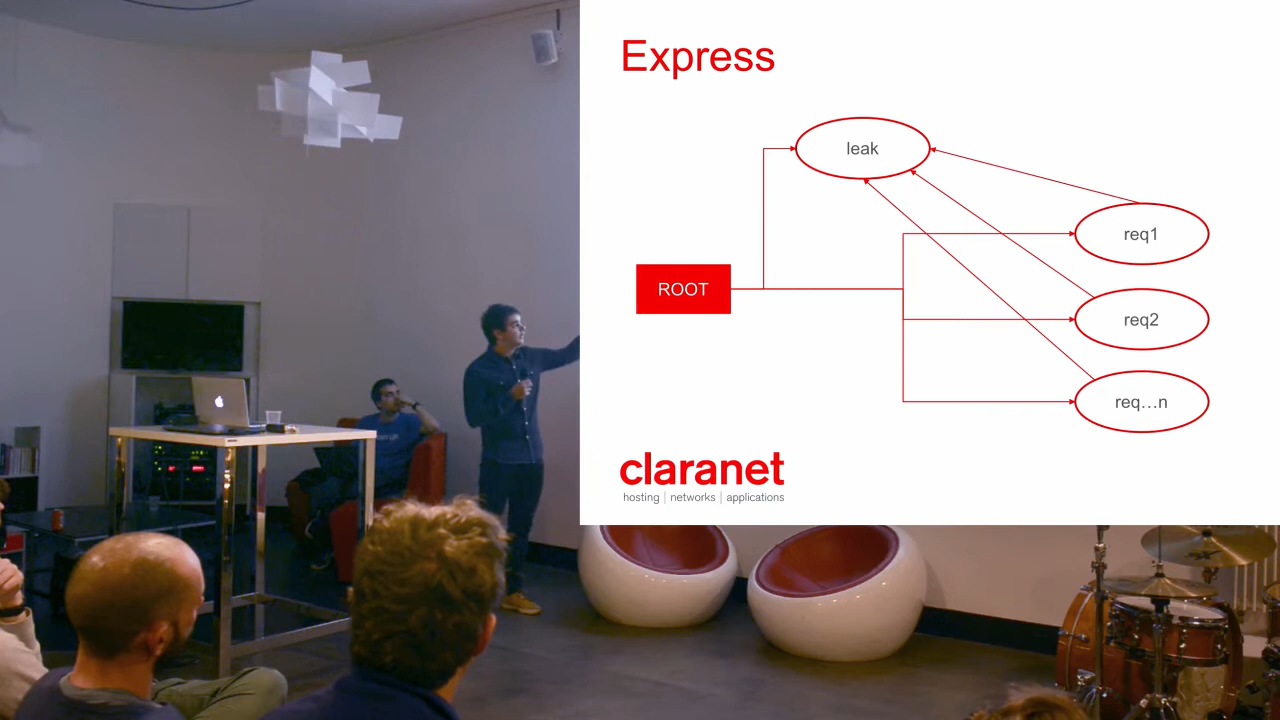 Express
leak
req1
ROOT
req2
req…n
claranet
hosting | networks | applications